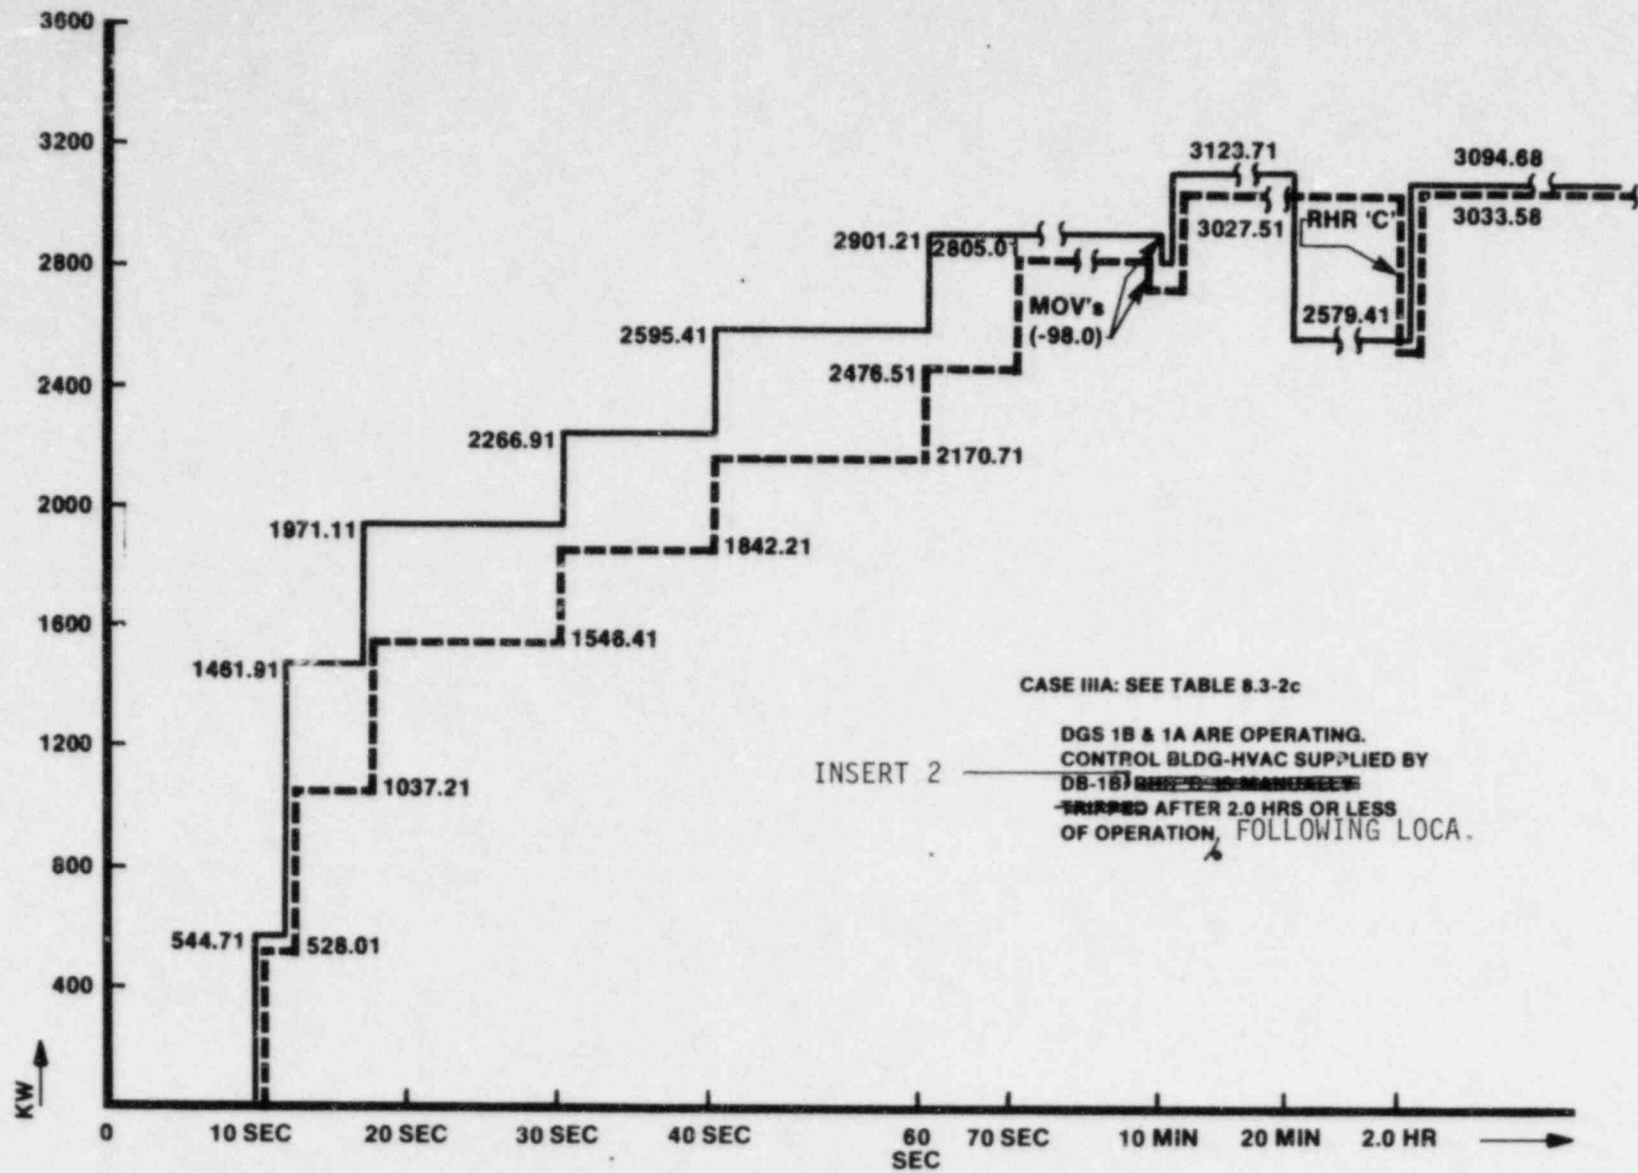 3600
3200
2800
2400
2000
1600
1200
800
400
KW
0
10 SEC
20 SEC
30 SEC
40 SEC
60
SEC
70 SEC
10 MIN
20 MIN
2.0 HR
544.71
528.01
1461.91
1037.21
1971.11
1546.41
2266.91
1842.21
2595.41
2170.71
2476.51
2901.21
2805.0
MOV's
(-98.0)
3123.71
3027.51
RHR 'C'
2579.41
3094.68
3033.58
CASE IIIA: SEE TABLE 8.3-2c
DGS 1B & 1A ARE OPERATING.
CONTROL BLDG-HVAC SUPPLIED BY
INSERT 2
DB-1B) MANUALLY
TRIPPED AFTER 2.0 HRS OR LESS
OF OPERATION, FOLLOWING LOCA.